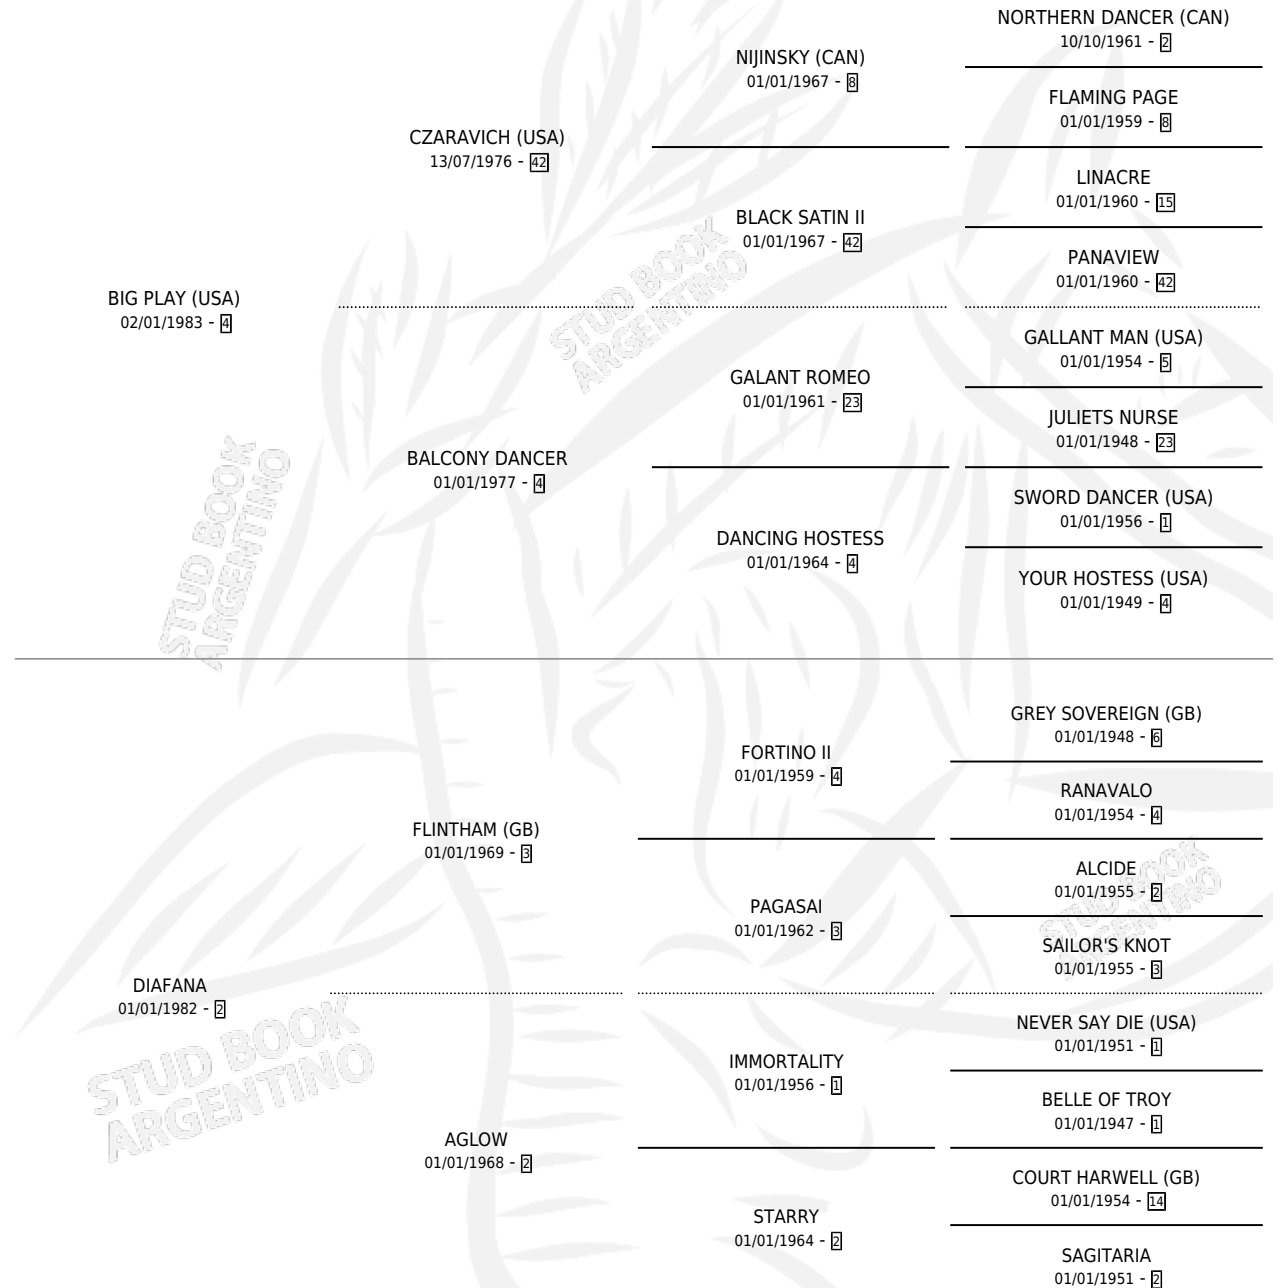 NORTHERN DANCER (CAN)
10/10/1961 - 2
NIJINSKY (CAN)
01/01/1967 - 8
FLAMING PAGE
01/01/1959 - 8
CZARAVICH (USA)
13/07/1976 - 42
LINACRE
01/01/1960 - 15
BLACK SATIN II
01/01/1967 - 42
PANAVIEW
01/01/1960 - 42
BIG PLAY (USA)
02/01/1983 - 4
GALLANT MAN (USA)
01/01/1954 - 5
GALANT ROMEO
01/01/1961 - 23
JULIETS NURSE
01/01/1948 - 23
BALCONY DANCER
01/01/1977 - 4
SWORD DANCER (USA)
01/01/1956 - 1
DANCING HOSTESS
01/01/1964 - 4
YOUR HOSTESS (USA)
01/01/1949 - 4
GREY SOVEREIGN (GB)
01/01/1948 - 6
FORTINO II
01/01/1959 - 4
RANAVALO
01/01/1954 - 4
FLINTHAM (GB)
01/01/1969 - 3
ALCIDE
01/01/1955 - 2
PAGASAI
01/01/1962 - 3
SAILOR'S KNOT
01/01/1955 - 3
DIAFANA
01/01/1982 - 2
NEVER SAY DIE (USA)
01/01/1951 - 1
IMMORTALITY
01/01/1956 - 1
BELLE OF TROY
01/01/1947 - 1
AGLOW
01/01/1968 - 2
COURT HARWELL (GB)
01/01/1954 - 14
STARRY
01/01/1964 - 2
SAGITARIA
01/01/1951 - 2
STUD BOOK
ARGENTINO
STUD BOOK
ARGENTINO
STUD BOOK
ARGENTINO
STUD BOOK
ARGENTINO